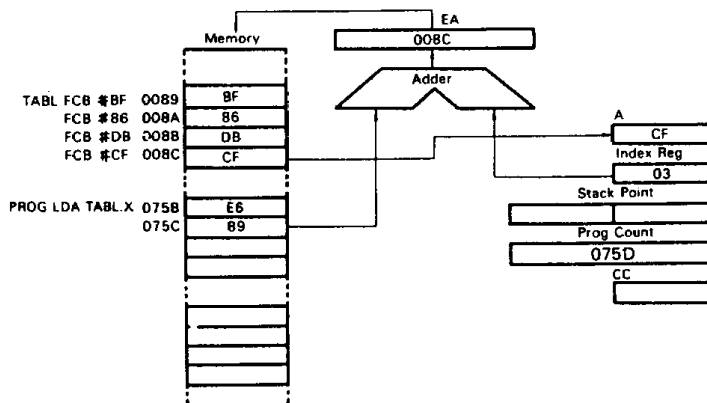 EA
Memory
008C
Adder
TABL FCB #BF 0089 BF
FCB #86 008A 86
FCB #DB 008B DB
FCB #CF 008C CF
A
CF
Index Reg
03
Stack Point
PROG LDA TABL.X 075B E6
075C 89
Prog Count
075D
CC